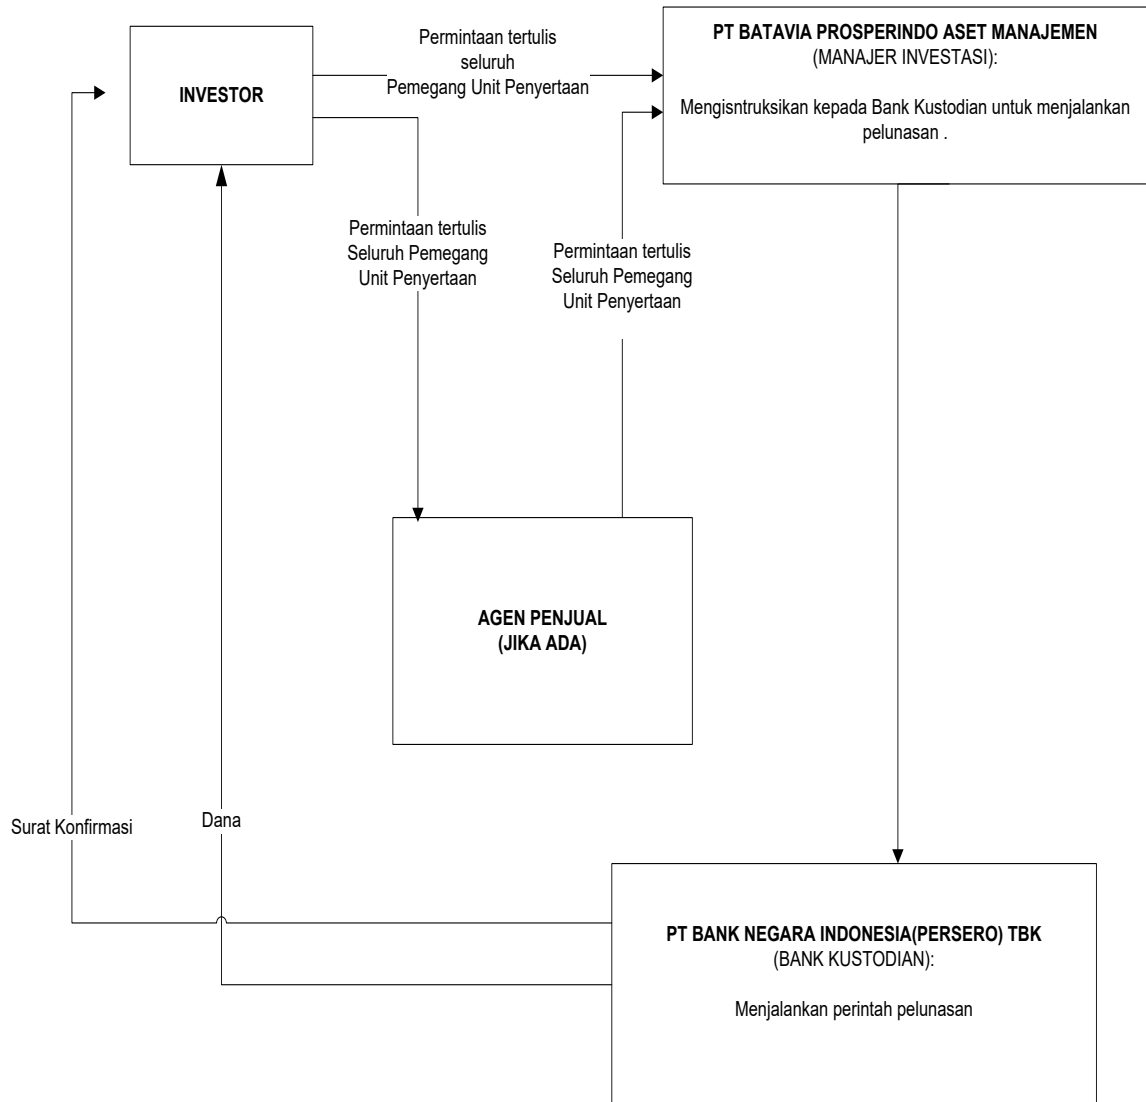 Permintaan tertulis
seluruh
Pemegang Unit Penyertaan
INVESTOR
PT BATAVIA PROSPERINDO ASET MANAJEMEN
(MANAJER INVESTASI):
Mengisntruksikan kepada Bank Kustodian untuk menjalankan
pelunasan .
Permintaan tertulis
Seluruh Pemegang
Unit Penyertaan
Permintaan tertulis
Seluruh Pemegang
Unit Penyertaan
AGEN PENJUAL
(JIKA ADA)
Surat Konfirmasi
Dana
PT BANK NEGARA INDONESIA(PERSERO) TBK
(BANK KUSTODIAN):
Menjalankan perintah pelunasan